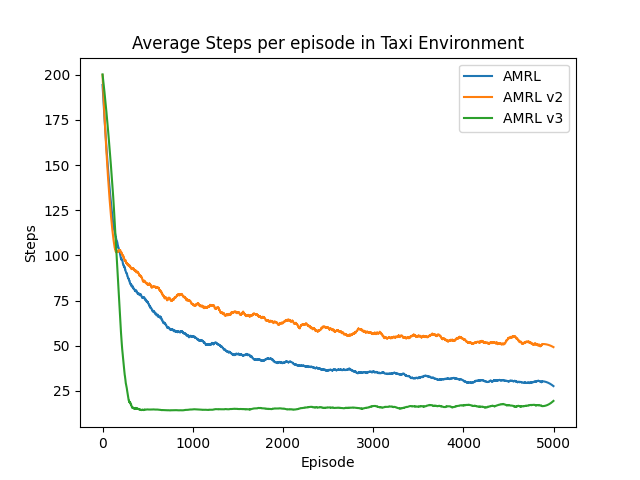 Average Steps per episode in Taxi Environment
AMRL
AMRL v2
AMRL v3
200
175
150
125
100
75
50
25
Steps
0 1000 2000 3000 4000 5000
Episode